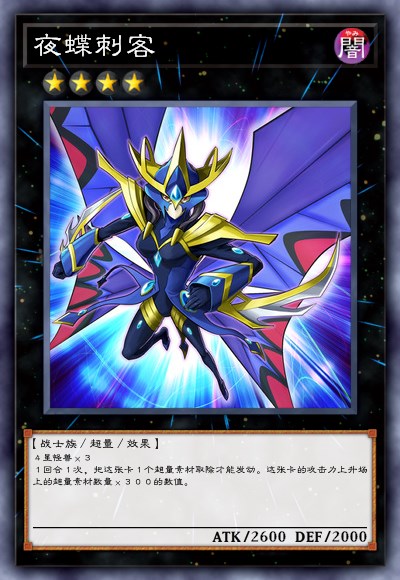 夜蝶刺客
やみ
闇
【战士族／超量／效果】
４星怪兽×３
１回合１次，把这张卡１个超量素材取除才能发动。这张卡的攻击力上升场
上的超量素材数量×３００的数值。
ATK/2600 DEF/2000